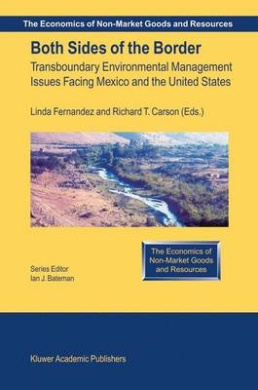 The Economics of Non-Market Goods and Resources
Both Sides of the Border
Transboundary Environmental Management
Issues Facing Mexico and the United States
Linda Fernandez and Richard T. Carson (Eds.)
The Economics of
Non-Market Goods
and Resources
Series Editor
Ian J. Bateman
Kluwer Academic Publishers